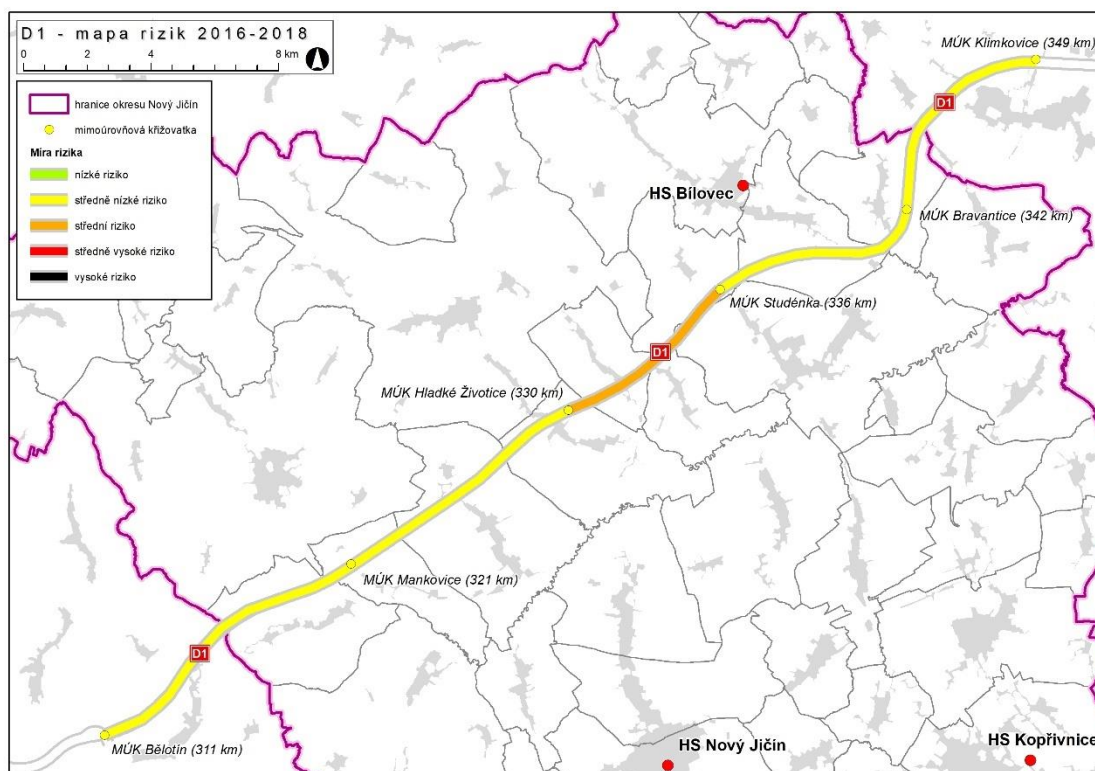 D1 - mapa rizik 2016-2018
0 2 4 8 km
hranice okresu Nový Jičín
mimoúrovňová křižovatka
Míra rizika
nízké riziko
středně nízké riziko
střední riziko
středně vysoké riziko
vysoké riziko
MÚK Klimkovice (349 km)
D1
HS Bílovec
MÚK Bravantice (342 km)
MÚK Studénka (336 km)
D1
MÚK Hladké Životice (330 km)
MÚK Mankovice (321 km)
D1
MÚK Bělotín (311 km)
HS Nový Jičín
HS Kopřivnice